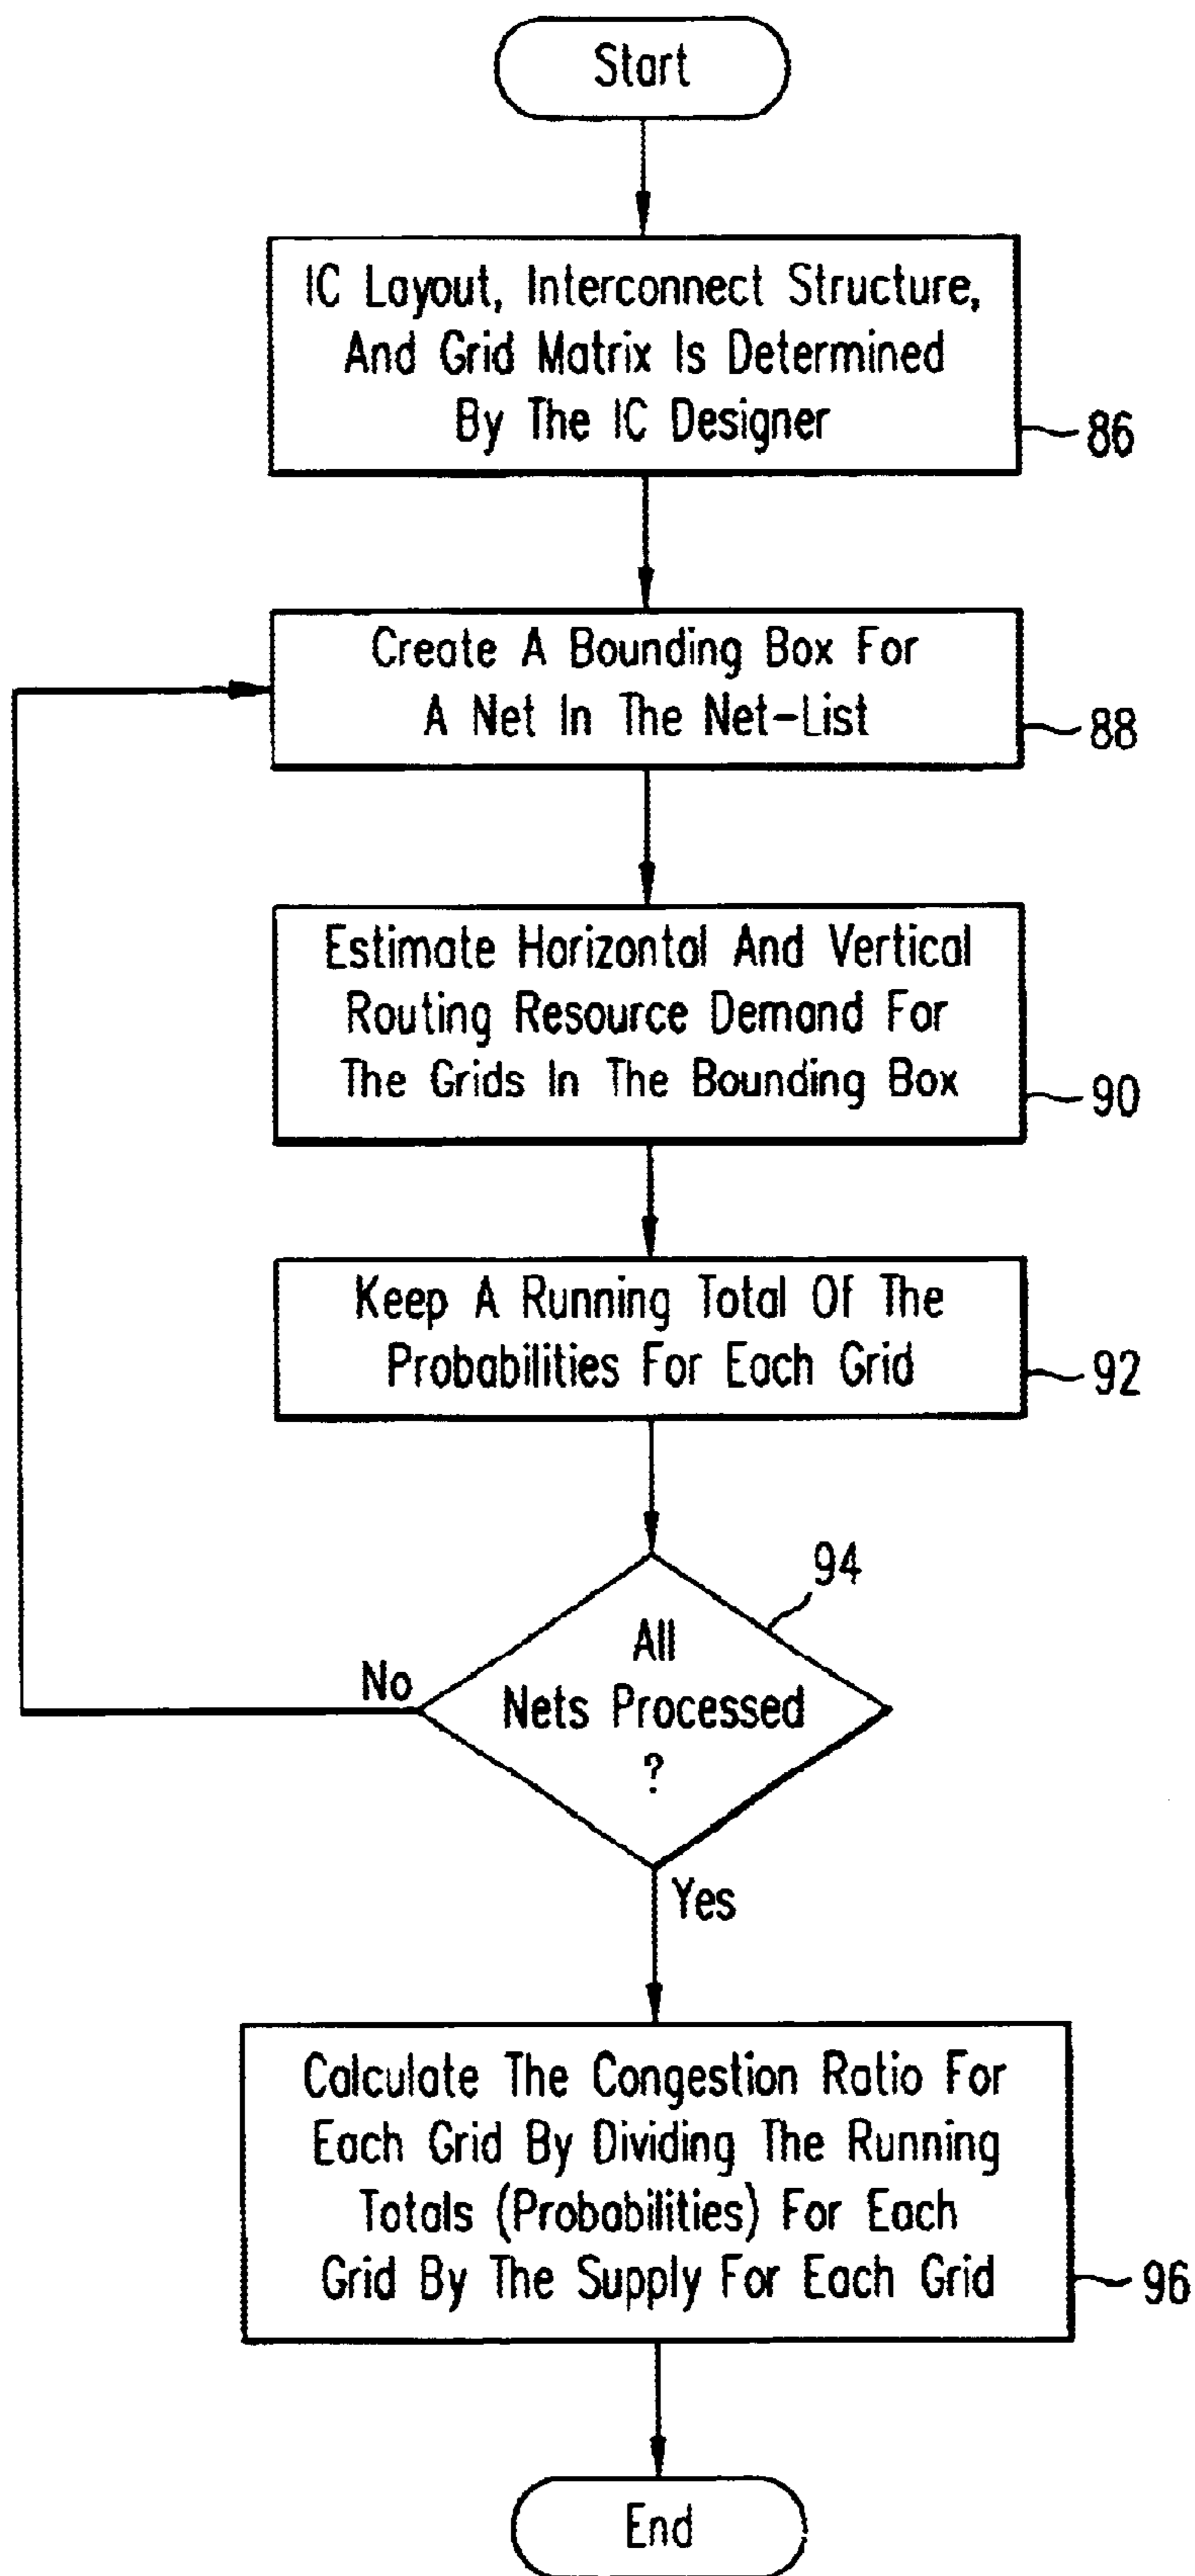 Start
IC Layout, Interconnect Structure,
And Grid Matrix Is Determined
By The IC Designer
86
Create A Bounding Box For
A Net In The Net-List
88
Estimate Horizontal And Vertical
Routing Resource Demand For
The Grids In The Bounding Box
90
Keep A Running Total Of The
Probabilities For Each Grid
92
94
All
Nets Processed
?
No
Yes
Calculate The Congestion Ratio For
Each Grid By Dividing The Running
Totals (Probabilities) For Each
Grid By The Supply For Each Grid
96
End